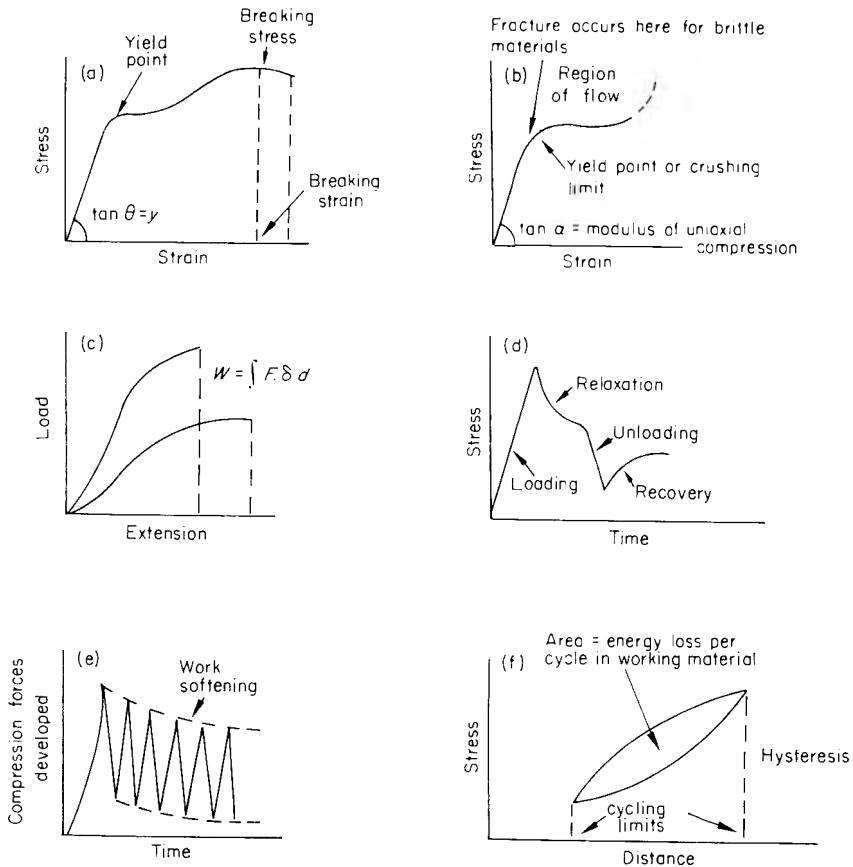 (a)
Yield
point
Breaking
stress
Stress
tan θ = y
Breaking
strain
Strain
Fracture occurs here for brittle
materials
(b)
Region
of flow
Stress
Yield point or crushing
limit
tan α = modulus of uniaxial
compression
Strain
(c)
W = ∫ F. δ d
Load
Extension
(d)
Relaxation
Stress
Unloading
Loading
Recovery
Time
(e)
Work
softening
Compression forces
developed
Time
Area = energy loss per
cycle in working material
(f)
Stress
Hysteresis
cycling
limits
Distance